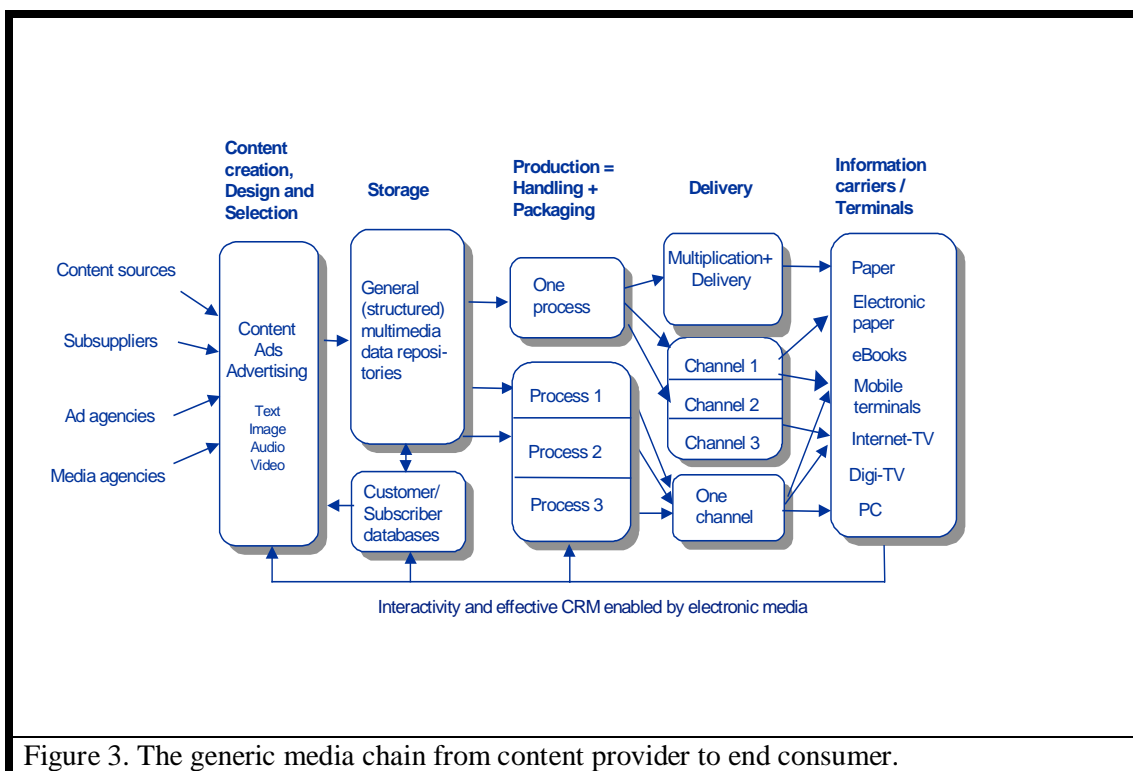 Content
creation,
Design and
Selection
Storage
Production =
Handling +
Packaging
Delivery
Information
carriers /
Terminals
Content sources
Subsuppliers
Ad agencies
Media agencies
Content
Ads
Advertising
Text
Image
Audio
Video
General
(structured)
multimedia
data reposi-
tories
Customer/
Subscriber
databases
One
process
Process 1
Process 2
Process 3
Multiplication+
Delivery
Channel 1
Channel 2
Channel 3
One
channel
Paper
Electronic
paper
eBooks
Mobile
terminals
Internet-TV
Digi-TV
PC
Interactivity and effective CRM enabled by electronic media
Figure 3. The generic media chain from content provider to end consumer.